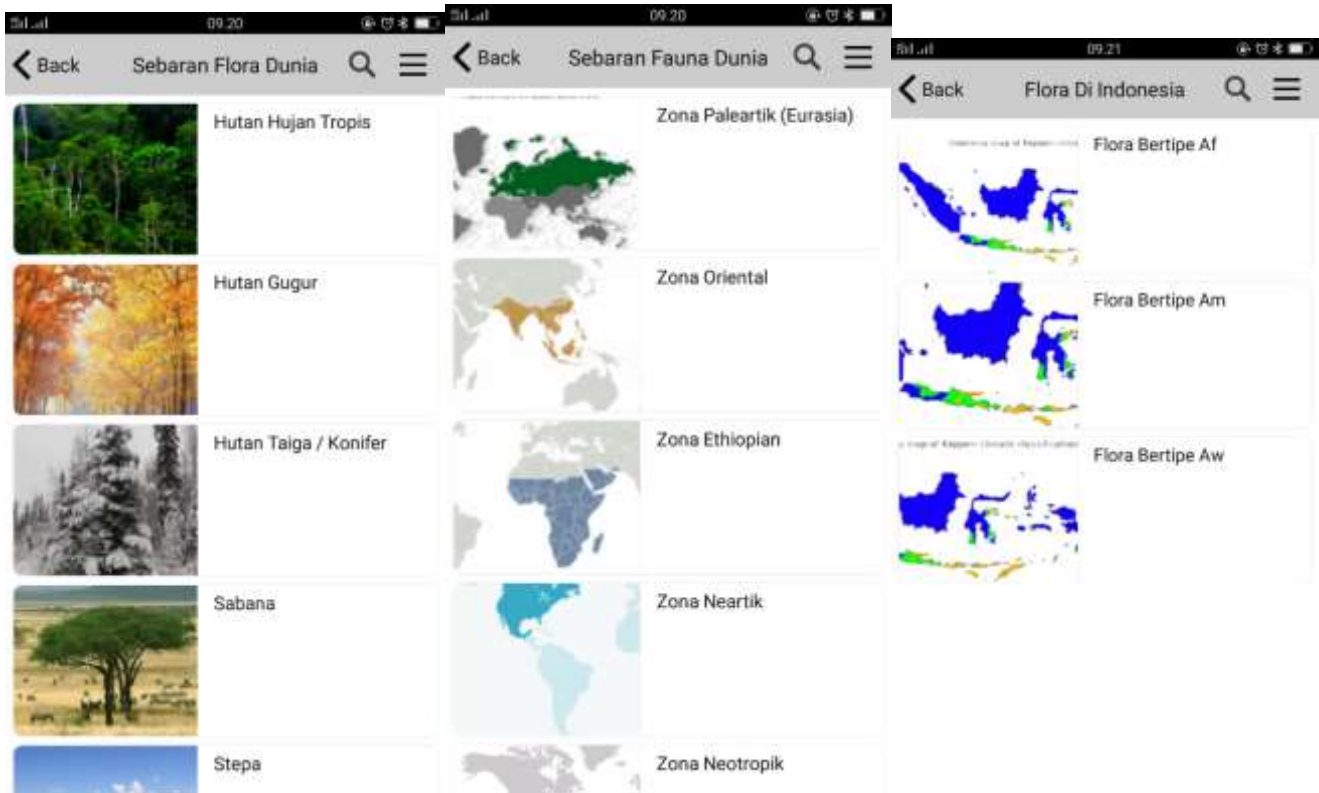 09.20
Back
Sebaran Flora Dunia
Hutan Hujan Tropis
Hutan Gugur
Hutan Taiga / Konifer
Sabana
Stepa
09.20
Back
Sebaran Fauna Dunia
Zona Paleartik (Eurasia)
Zona Oriental
Zona Ethiopian
Zona Neartik
Zona Neotropik
09.21
Back
Flora Di Indonesia
Flora Bertipe Af
Flora Bertipe Am
Flora Bertipe Aw